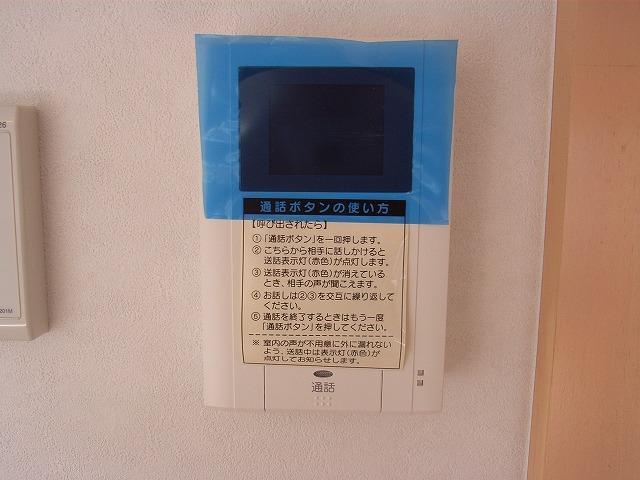 26
201M
通話ボタンの使い方
【呼び出されたら】
①「通話ボタン」を一回押します。
② こちらから相手に話しかけると
送話表示灯(赤色)が点灯します。
③ 送話表示灯(赤色)が消えている
とき、相手の声が聞こえます。
④ お話しは②③を交互に繰り返して
ください。
⑤ 通話を終了するときはもう一度
「通話ボタン」を押してください。
※ 室内の声が不用意に外に漏れない
よう、送話中は表示灯(赤色)が
点灯してお知らせします。
通話